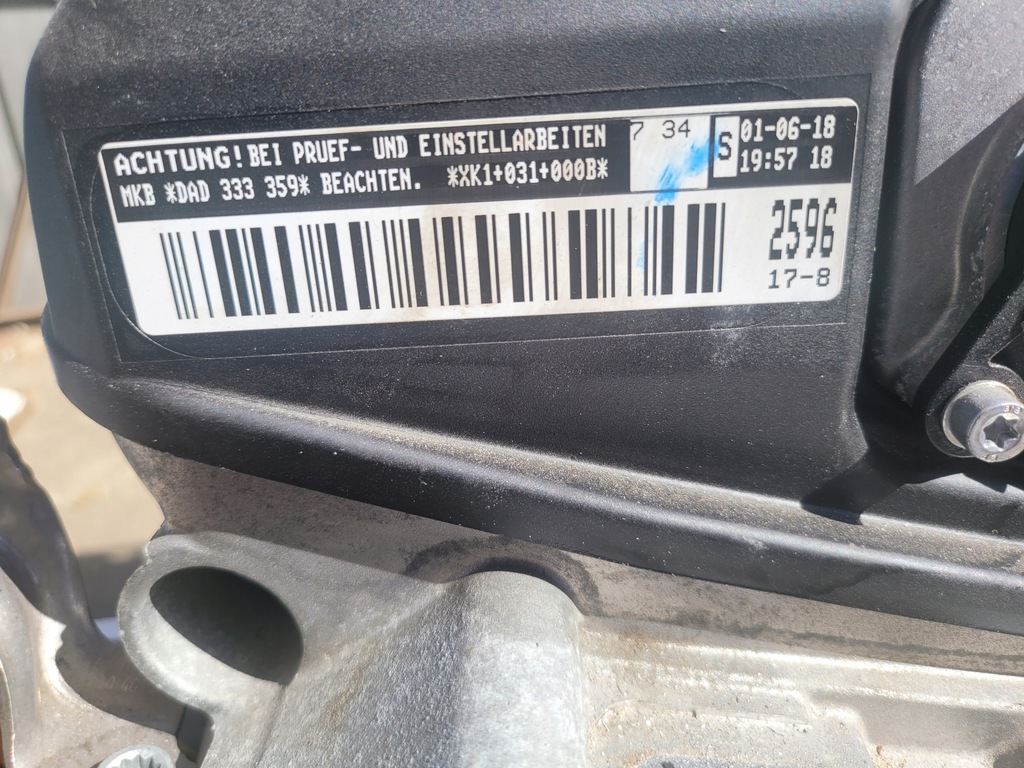 ACHTUNG! BEI PRUEF- UND EINSTELLARBEITEN
MKB *DAD 333 359* BEACHTEN. *XK1+031+000B*
7 34
S
01-06-18
19:57 18
2596
17-8